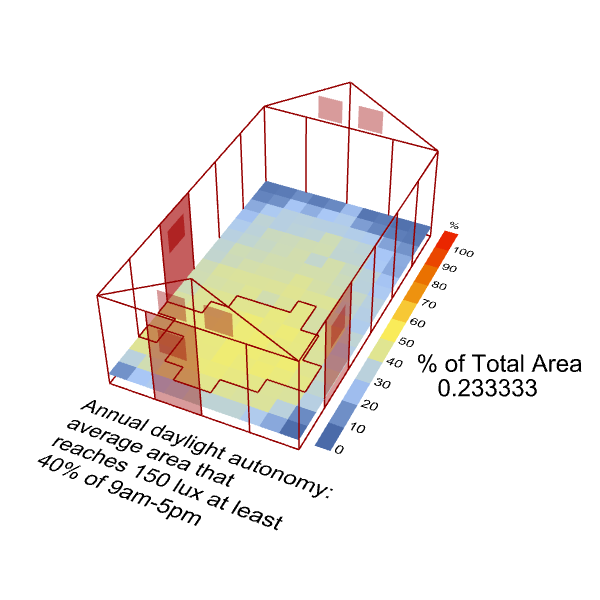 %
100
90
80
70
60
50
40
30
20
10
0
% of Total Area
0.233333
Annual daylight autonomy:
average area that
reaches 150 lux at least
40% of 9am-5pm